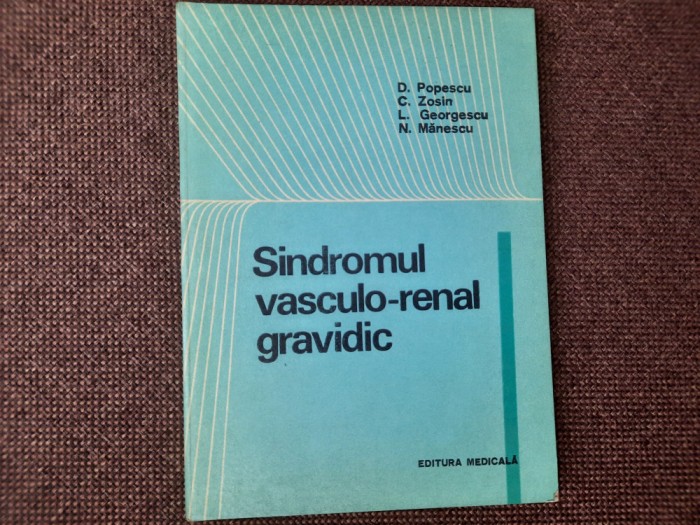 D. Popescu
C. Zosin
L. Georgescu
N. Mănescu
Sindromul
vasculo-renal
gravidic
EDITURA MEDICALĂ